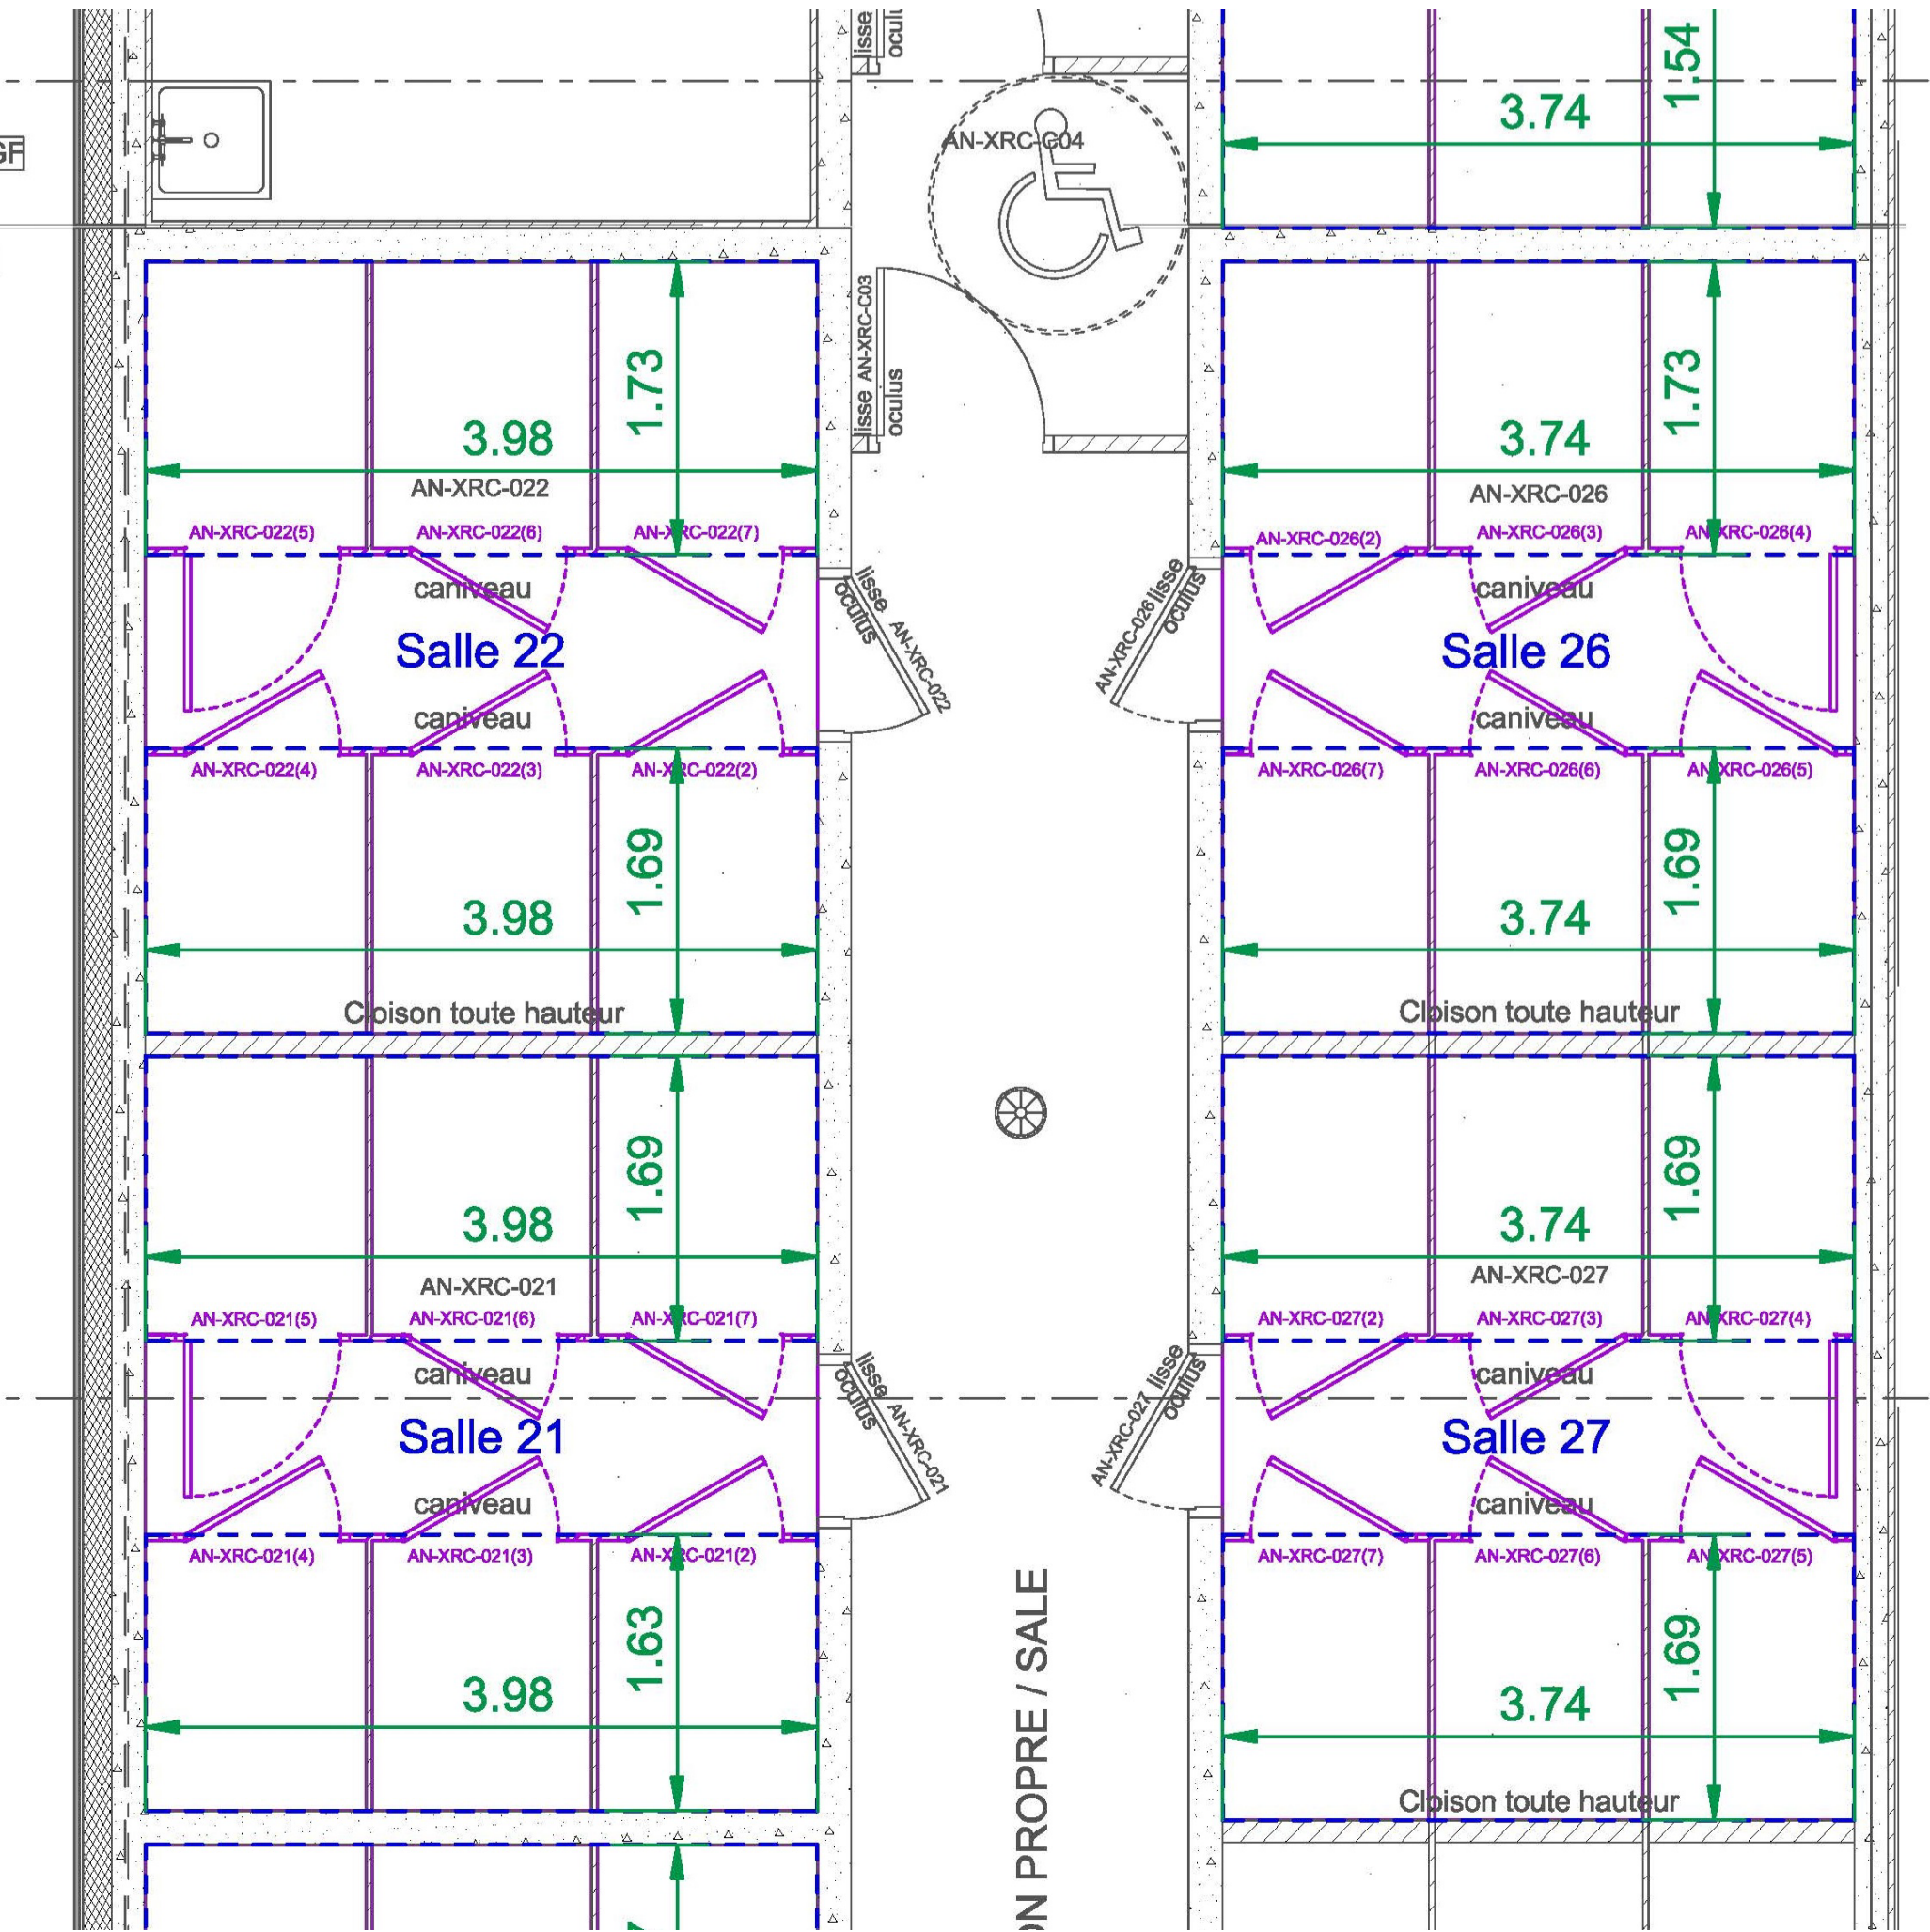 lisse
1.54
3.74
AN-XRC-C04
GF
lisse AN-XRC-C03
oculus
1.73
3.98
AN-XRC-022
AN-XRC-022(5)
AN-XRC-022(6)
AN-XRC-022(7)
caniveau
Salle 22
caniveau
AN-XRC-022(4)
AN-XRC-022(3)
AN-XRC-022(2)
lisse AN-XRC-022
oculus
1.69
3.98
Cloison toute hauteur
1.73
3.74
AN-XRC-026
AN-XRC-026(2)
AN-XRC-026(3)
AN-XRC-026(4)
AN-XRC-026 lisse
oculus
caniveau
Salle 26
caniveau
AN-XRC-026(7)
AN-XRC-026(6)
AN-XRC-026(5)
1.69
3.74
Cloison toute hauteur
1.69
3.98
AN-XRC-021
AN-XRC-021(5)
AN-XRC-021(6)
AN-XRC-021(7)
caniveau
Salle 21
caniveau
AN-XRC-021(4)
AN-XRC-021(3)
AN-XRC-021(2)
lisse AN-XRC-021
oculus
1.63
3.98
1.69
3.74
AN-XRC-027
AN-XRC-027(2)
AN-XRC-027(3)
AN-XRC-027(4)
AN-XRC-027 lisse
oculus
caniveau
Salle 27
caniveau
AN-XRC-027(7)
AN-XRC-027(6)
AN-XRC-027(5)
1.69
3.74
Cloison toute hauteur
ON PROPRE / SALE